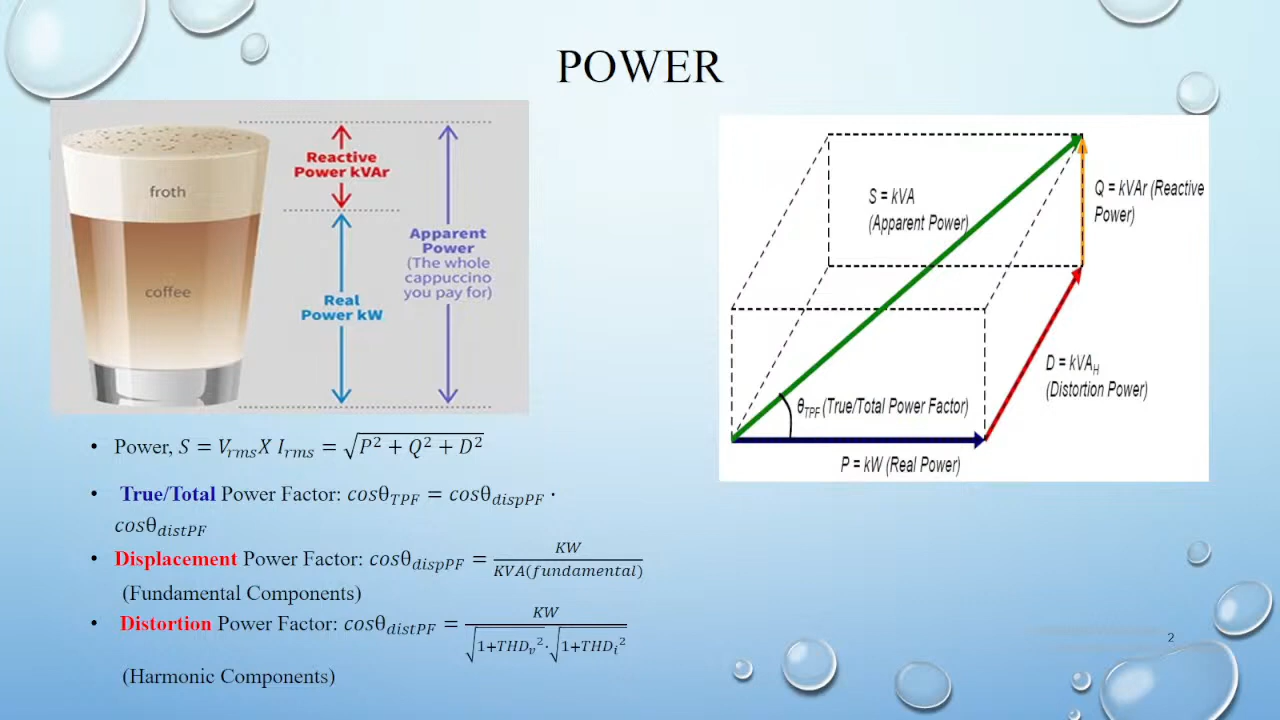 POWER
froth
coffee
Reactive
Power kVAr
Real
Power kW
Apparent
Power
(The whole
cappuccino
you pay for)
S = kVA
(Apparent Power)
Q = kVAr (Reactive
Power)
D = kVA_H
(Distortion Power)
θ_TPF (True/Total Power Factor)
P = kW (Real Power)
• Power, S = V_rms X I_rms = √(P² + Q² + D²)
• True/Total Power Factor: cosθ_TPF = cosθ_dispPF ·
cosθ_distPF
• Displacement Power Factor: cosθ_dispPF = KW / KVA(fundamental)
(Fundamental Components)
• Distortion Power Factor: cosθ_distPF = KW / √(1+THD_v²)·√(1+THD_i²)
(Harmonic Components)
2